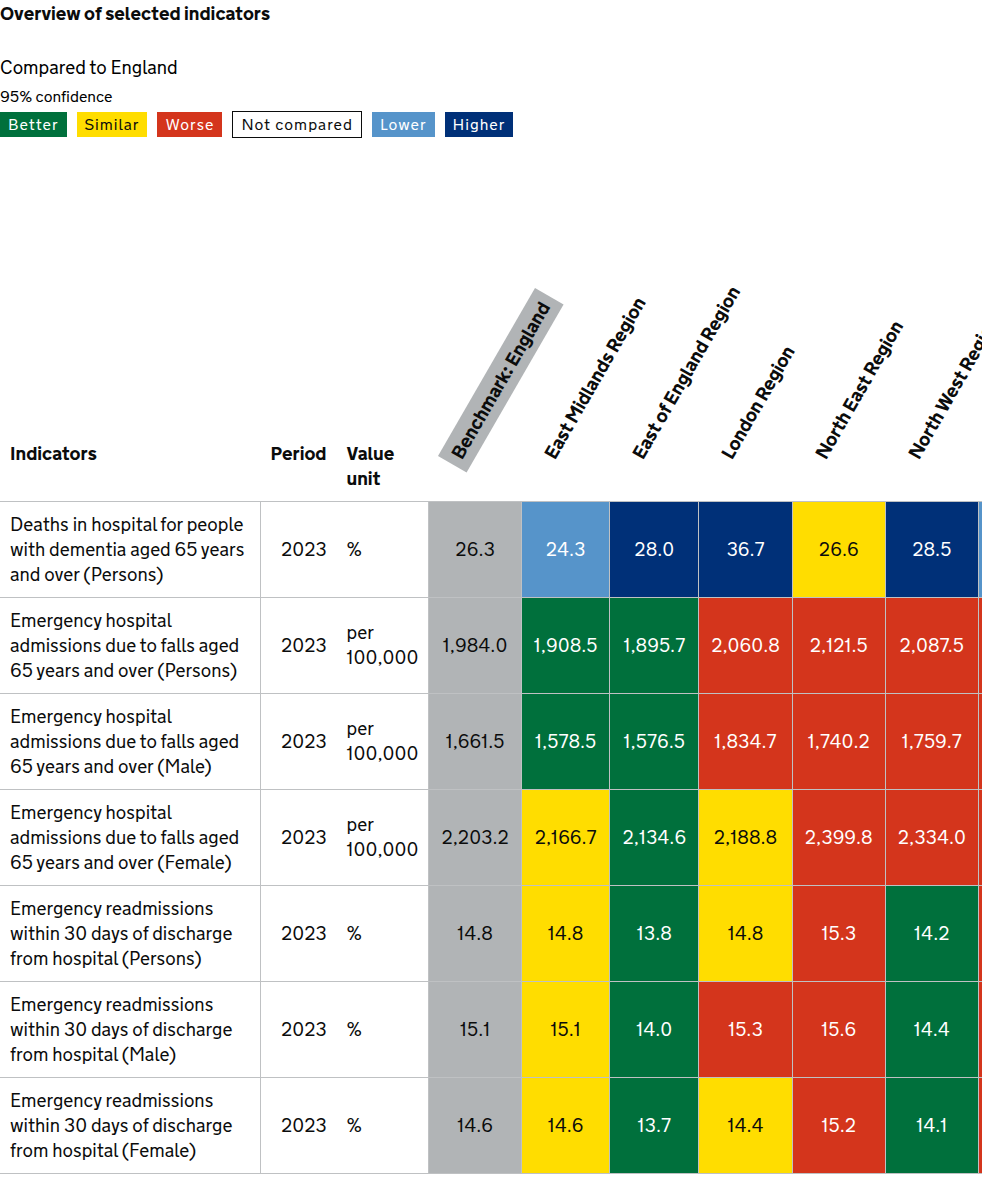 Overview of selected indicators
Compared to England
95% confidence
Better Similar Worse Not compared Lower Higher
Indicators Period Value unit Benchmark: England East Midlands Region East of England Region London Region North East Region North West
Deaths in hospital for people
with dementia aged 65 years
and over (Persons)
2023 % 26.3 24.3 28.0 36.7 26.6 28.5
Emergency hospital
admissions due to falls aged
65 years and over (Persons)
2023 per 100,000 1,984.0 1,908.5 1,895.7 2,060.8 2,121.5 2,087.5
Emergency hospital
admissions due to falls aged
65 years and over (Male)
2023 per 100,000 1,661.5 1,578.5 1,576.5 1,834.7 1,740.2 1,759.7
Emergency hospital
admissions due to falls aged
65 years and over (Female)
2023 per 100,000 2,203.2 2,166.7 2,134.6 2,188.8 2,399.8 2,334.0
Emergency readmissions
within 30 days of discharge
from hospital (Persons)
2023 % 14.8 14.8 13.8 14.8 15.3 14.2
Emergency readmissions
within 30 days of discharge
from hospital (Male)
2023 % 15.1 15.1 14.0 15.3 15.6 14.4
Emergency readmissions
within 30 days of discharge
from hospital (Female)
2023 % 14.6 14.6 13.7 14.4 15.2 14.1